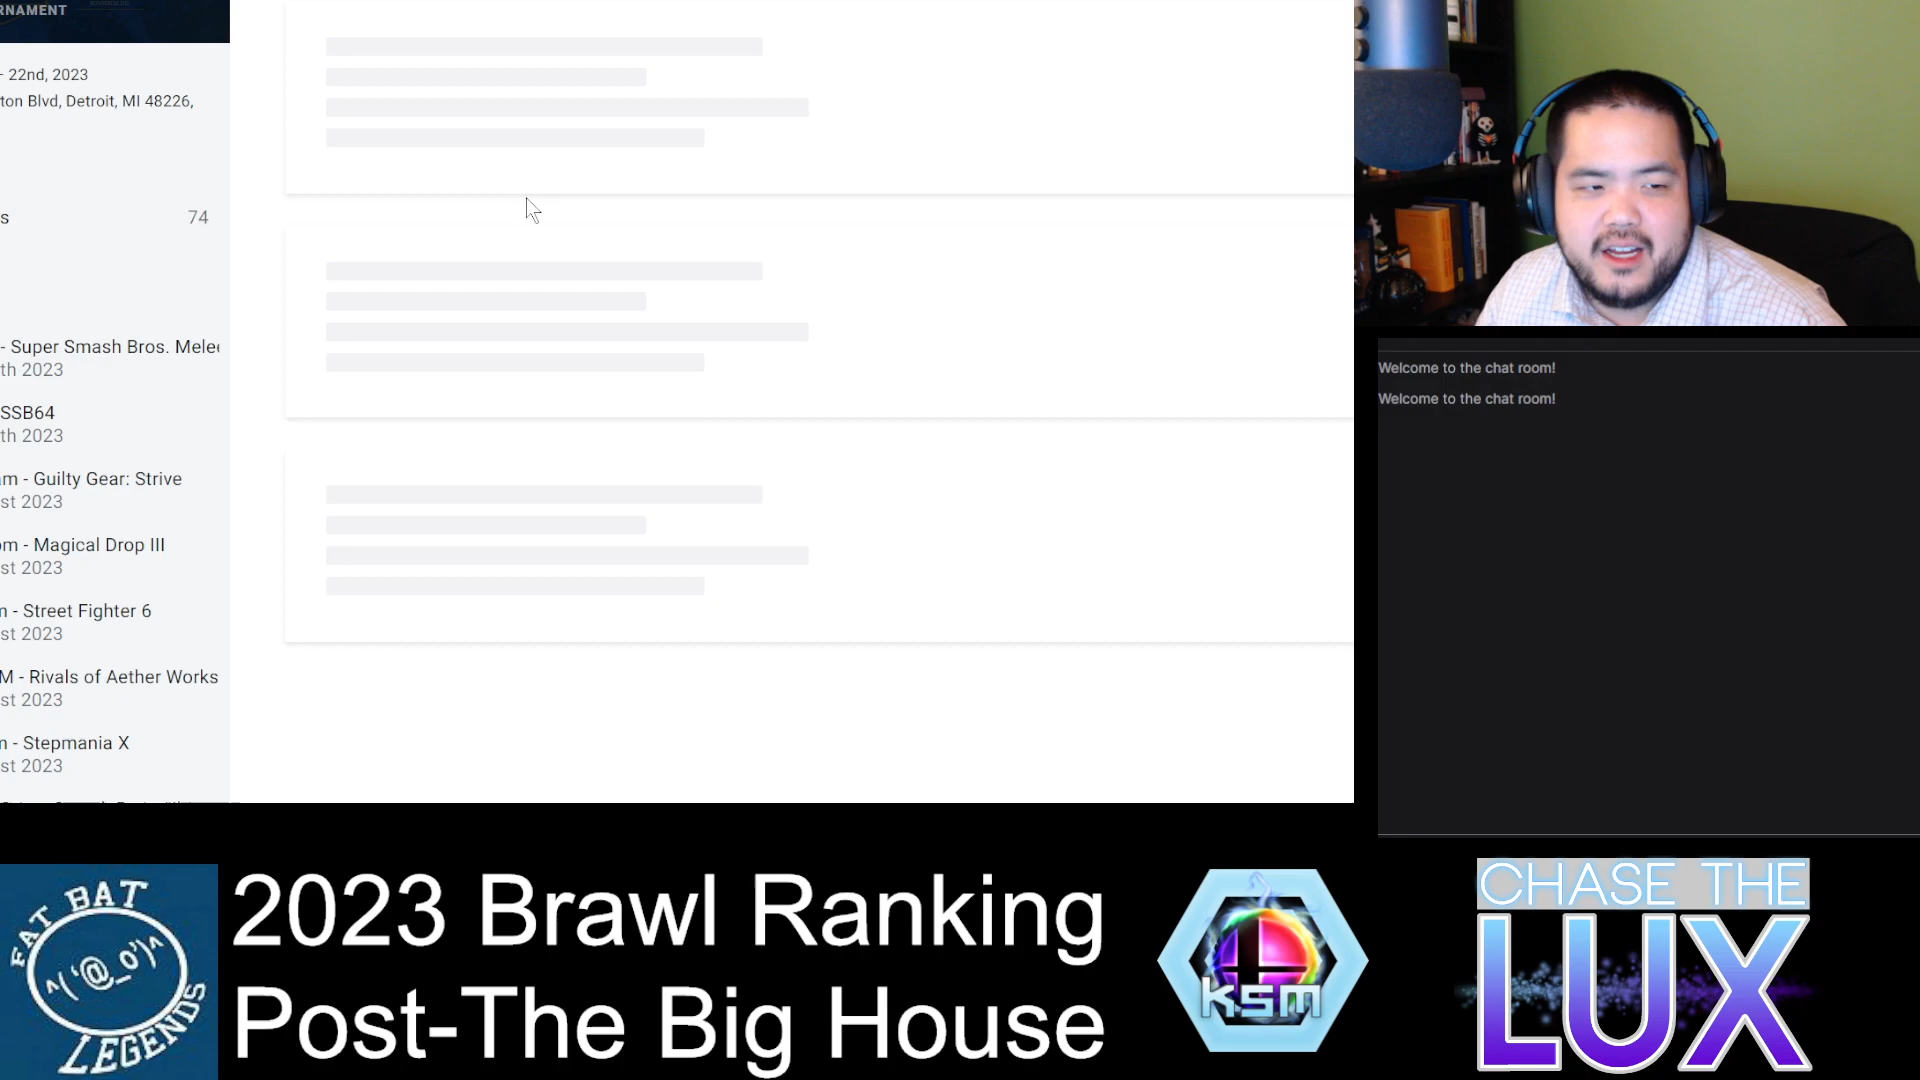 RNAMENT
- 22nd, 2023
ton Blvd, Detroit, MI 48226,
s 74
- Super Smash Bros. Melee
th 2023
SSB64
th 2023
am - Guilty Gear: Strive
st 2023
om - Magical Drop III
st 2023
n - Street Fighter 6
st 2023
M - Rivals of Aether Works
st 2023
n - Stepmania X
st 2023
Welcome to the chat room!
Welcome to the chat room!
FAT BAT
^('@_o')^
LEGENDS
2023 Brawl Ranking
Post-The Big House
KSM
CHASE THE
LUX